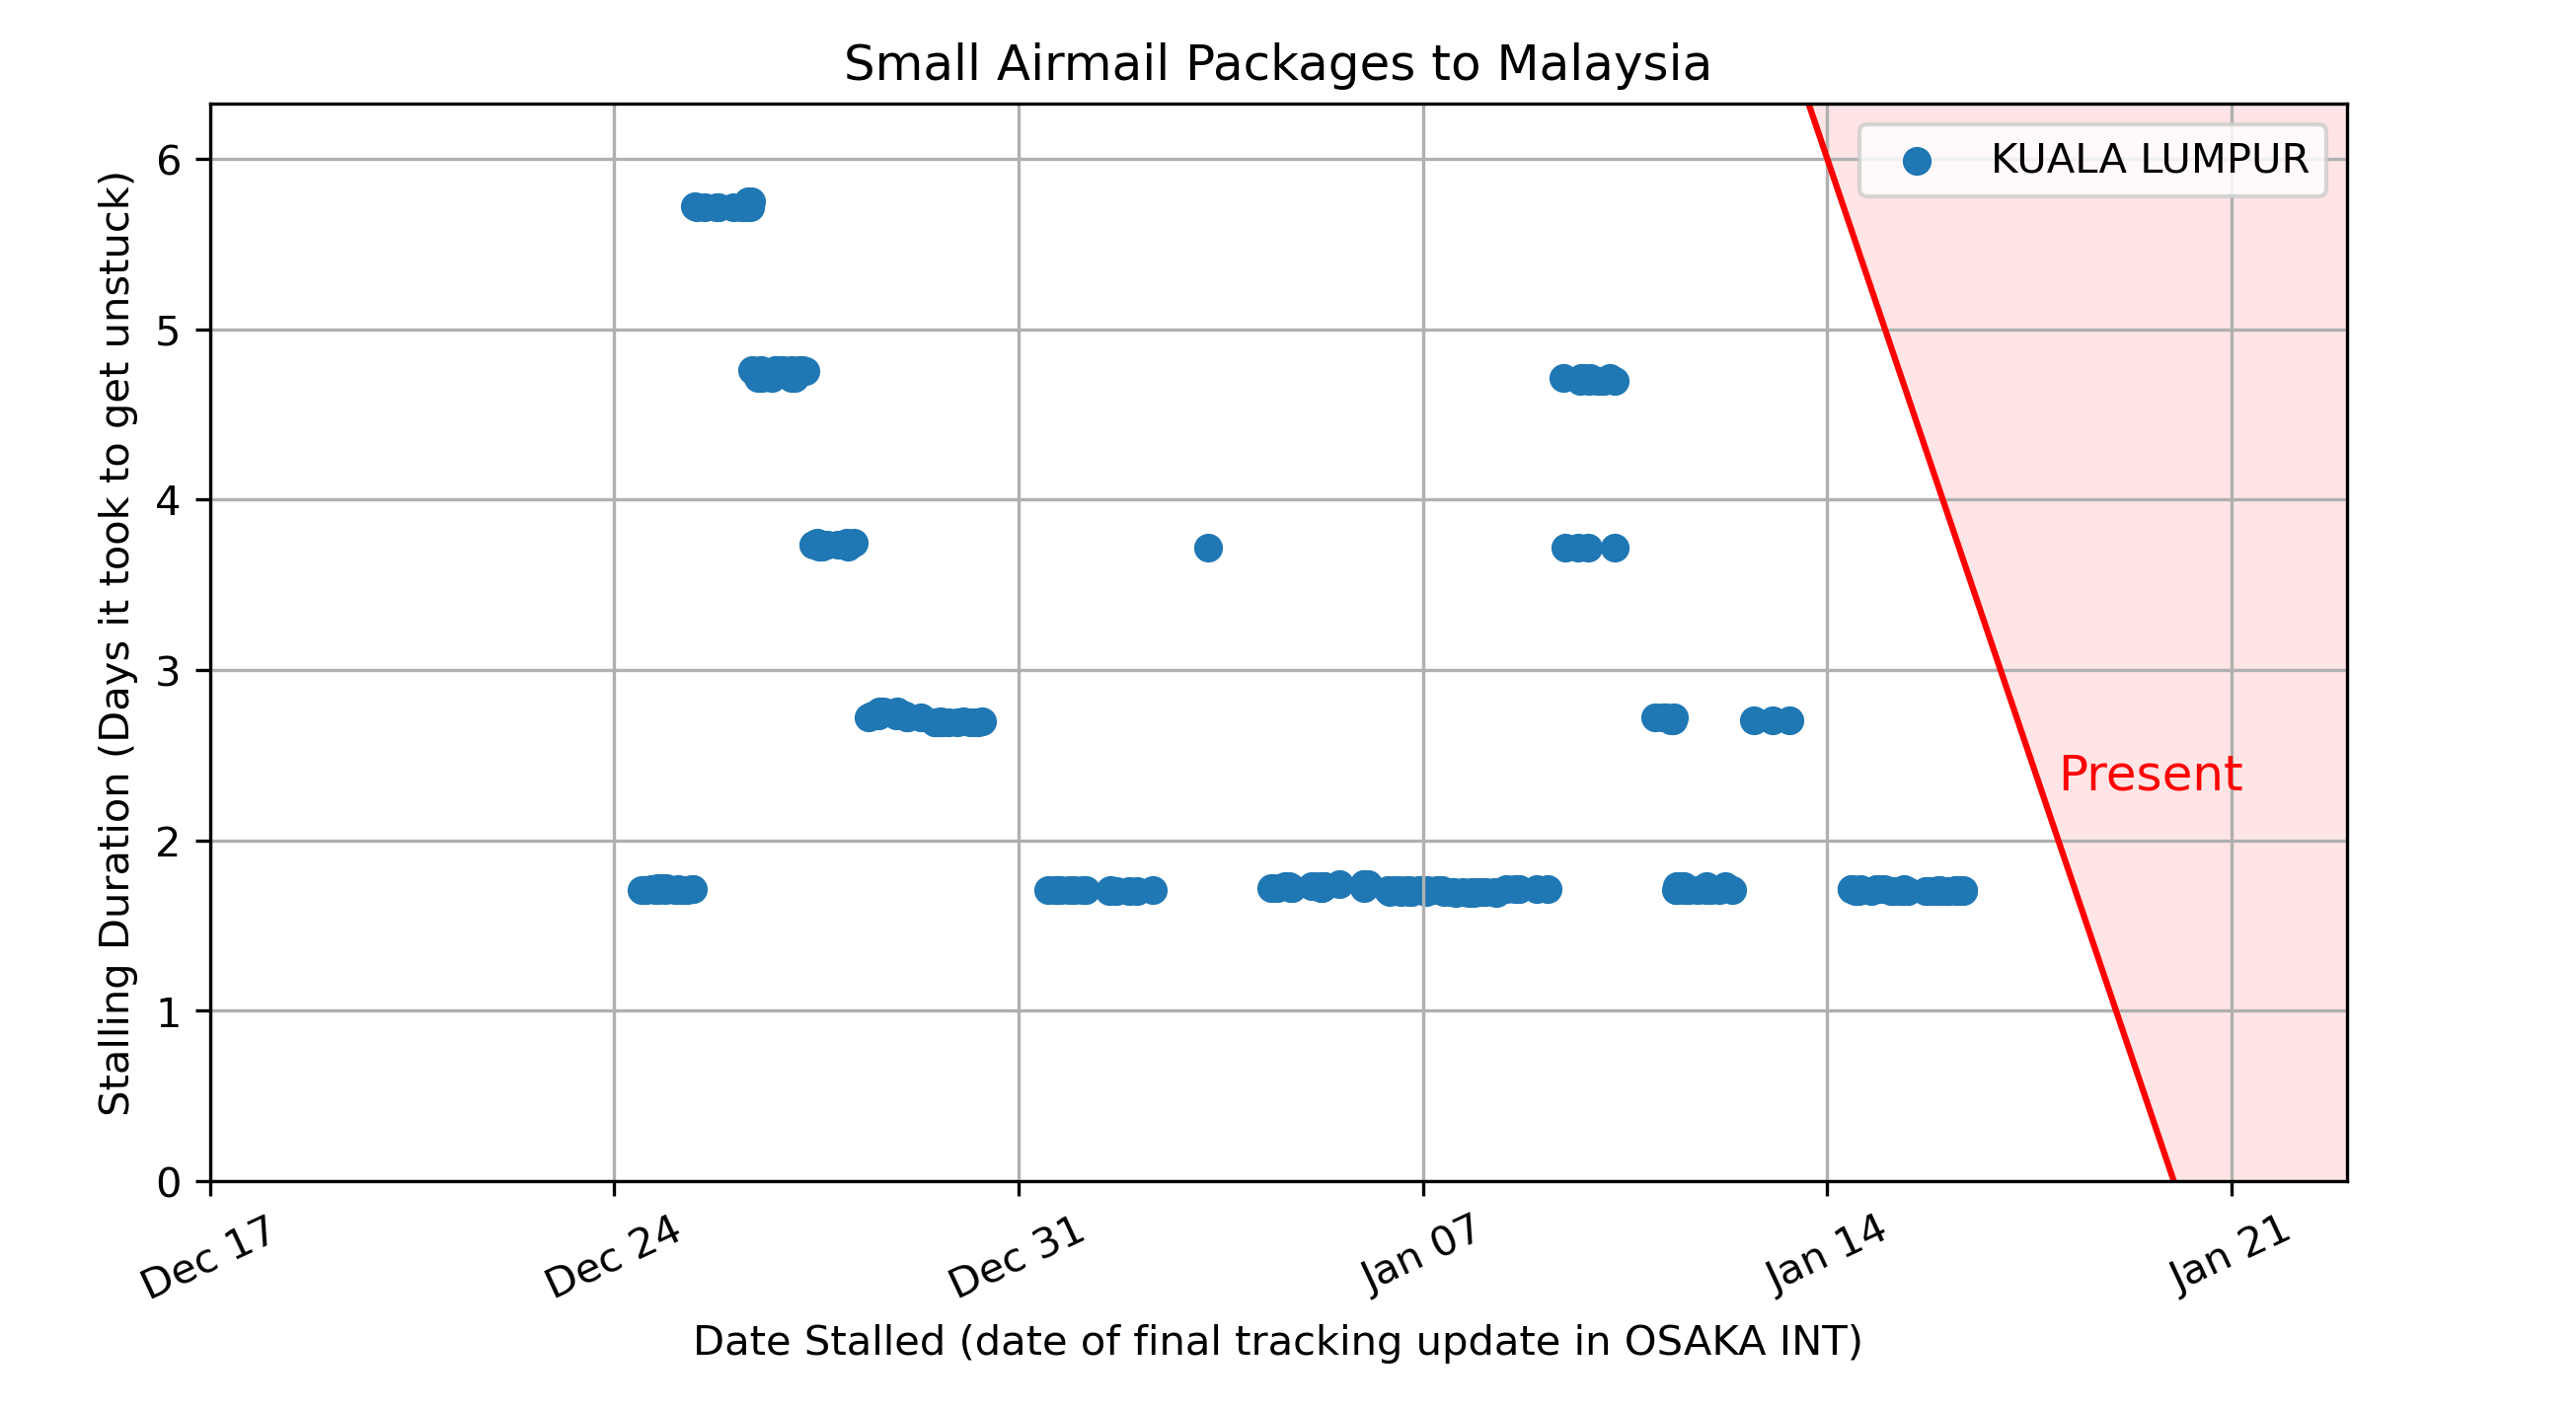 Small Airmail Packages to Malaysia
KUALA LUMPUR
Stalling Duration (Days it took to get unstuck)
6
5
4
3
2
1
0
Present
Dec 17
Dec 24
Dec 31
Jan 07
Jan 14
Jan 21
Date Stalled (date of final tracking update in OSAKA INT)